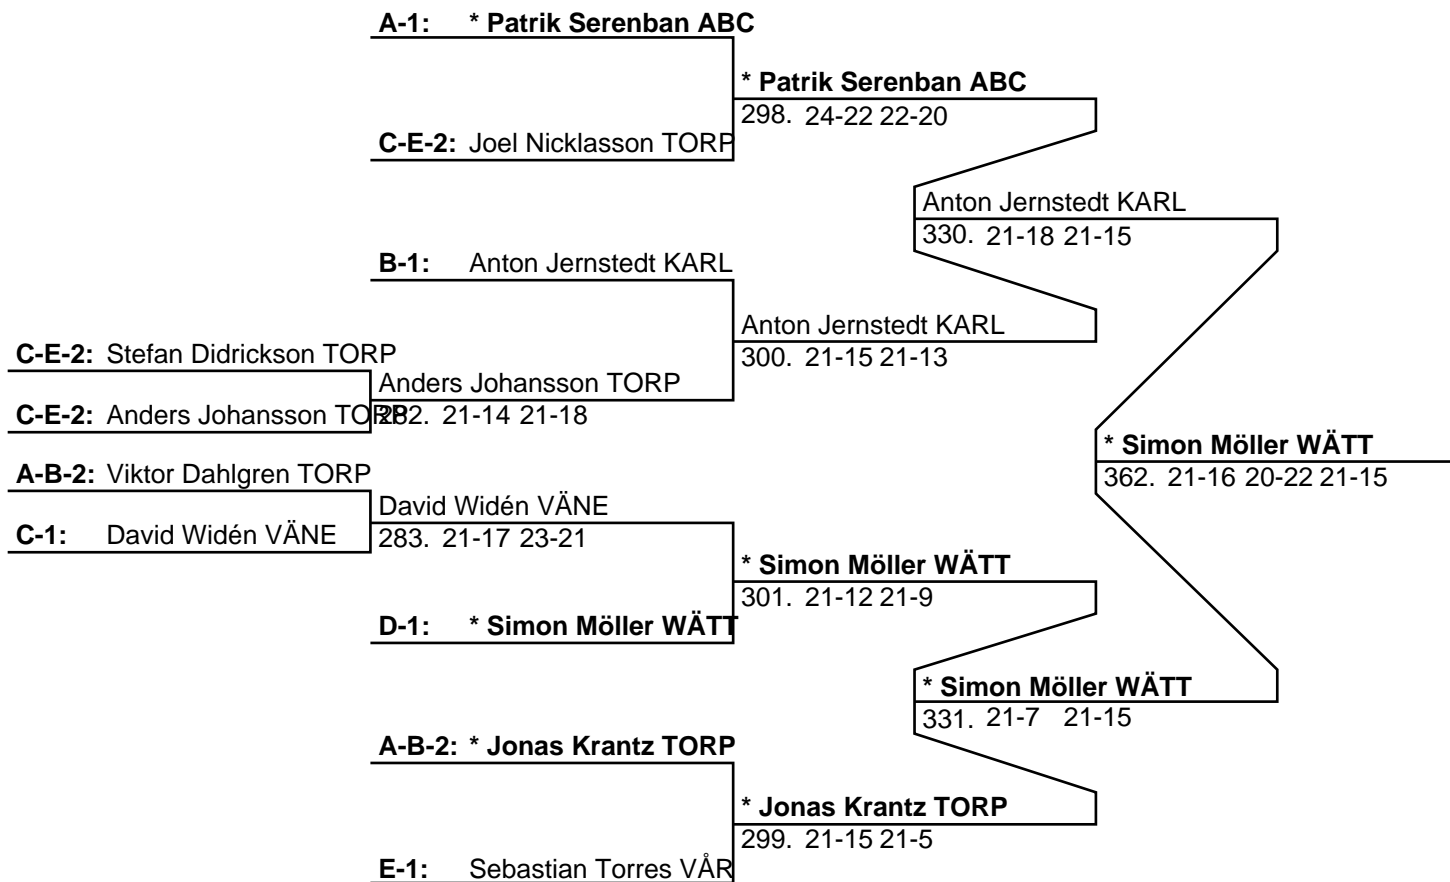 A-1: * Patrik Serenban ABC
* Patrik Serenban ABC
298. 24-22 22-20
C-E-2: Joel Nicklasson TORP
Anton Jernstedt KARL
330. 21-18 21-15
B-1: Anton Jernstedt KARL
Anton Jernstedt KARL
300. 21-15 21-13
C-E-2: Stefan Didrickson TORP
Anders Johansson TORP
282. 21-14 21-18
C-E-2: Anders Johansson TORP
* Simon Möller WÄTT
362. 21-16 20-22 21-15
A-B-2: Viktor Dahlgren TORP
David Widén VÄNE
283. 21-17 23-21
C-1: David Widén VÄNE
* Simon Möller WÄTT
301. 21-12 21-9
D-1: * Simon Möller WÄTT
* Simon Möller WÄTT
331. 21-7 21-15
A-B-2: * Jonas Krantz TORP
* Jonas Krantz TORP
299. 21-15 21-5
E-1: Sebastian Torres VÅR